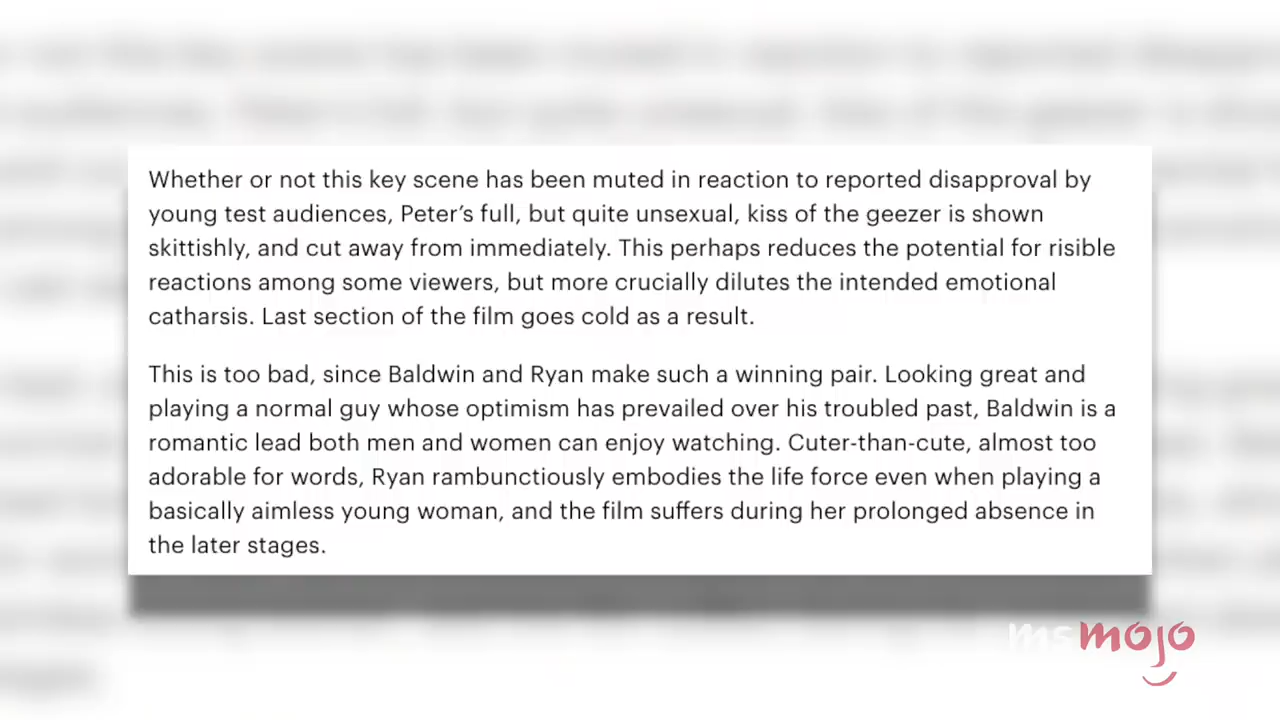 Whether or not this key scene has been muted in reaction to reported disapproval by
young test audiences, Peter’s full, but quite unsexual, kiss of the geezer is shown
skittishly, and cut away from immediately. This perhaps reduces the potential for risible
reactions among some viewers, but more crucially dilutes the intended emotional
catharsis. Last section of the film goes cold as a result.
This is too bad, since Baldwin and Ryan make such a winning pair. Looking great and
playing a normal guy whose optimism has prevailed over his troubled past, Baldwin is a
romantic lead both men and women can enjoy watching. Cuter-than-cute, almost too
adorable for words, Ryan rambunctiously embodies the life force even when playing a
basically aimless young woman, and the film suffers during her prolonged absence in
the later stages.
msmojo